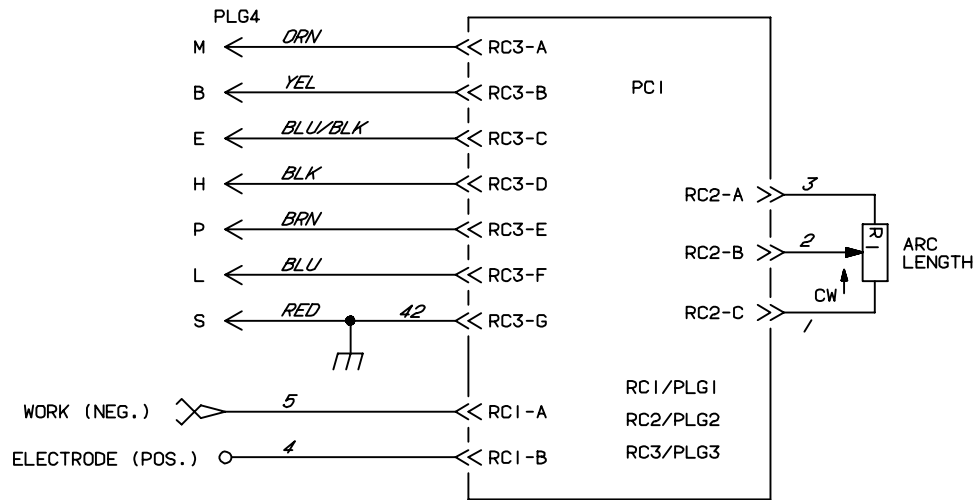 PLG4
M ORN RC3-A
B YEL RC3-B
PC1
E BLU/BLK RC3-C
H BLK RC3-D
RC2-A 3
P BRN RC3-E
RC2-B 2 R1 ARC
LENGTH
L BLU RC3-F
CW
S RED 42 RC3-G
RC2-C 1
RC1/PLG1
WORK (NEG.) 5 RC1-A
RC2/PLG2
ELECTRODE (POS.) 4 RC1-B
RC3/PLG3